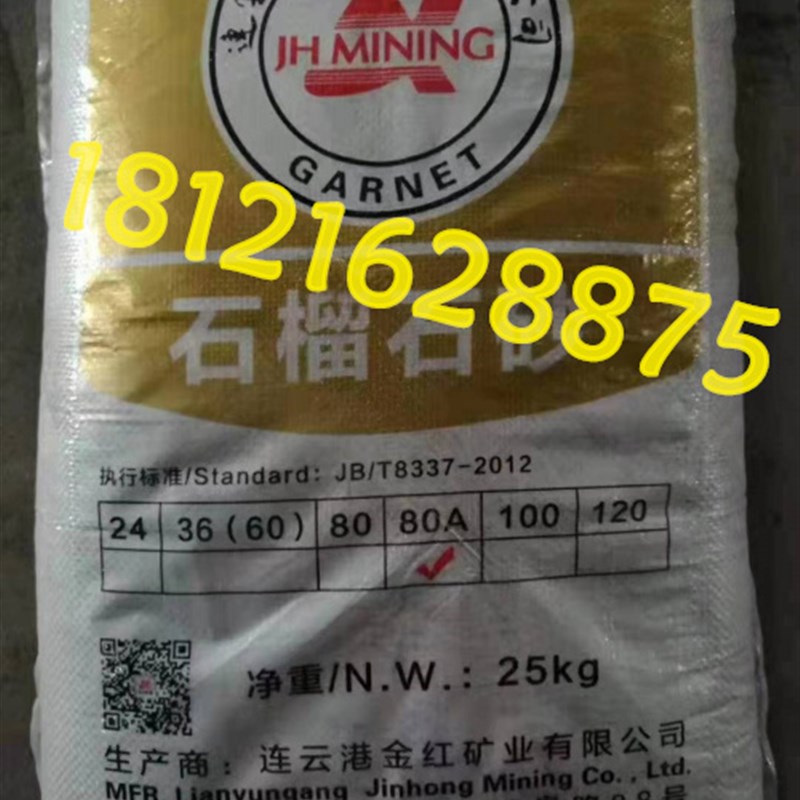 JH MINING
GARNET
18121628875
石榴石砂
执行标准/Standard: JB/T8337-2012
24 36(60) 80 80A 100 120
净重/N.W.: 25kg
生产商: 连云港金红矿业有限公司
MFR Lianyungang Jinhong Mining Co., Ltd.